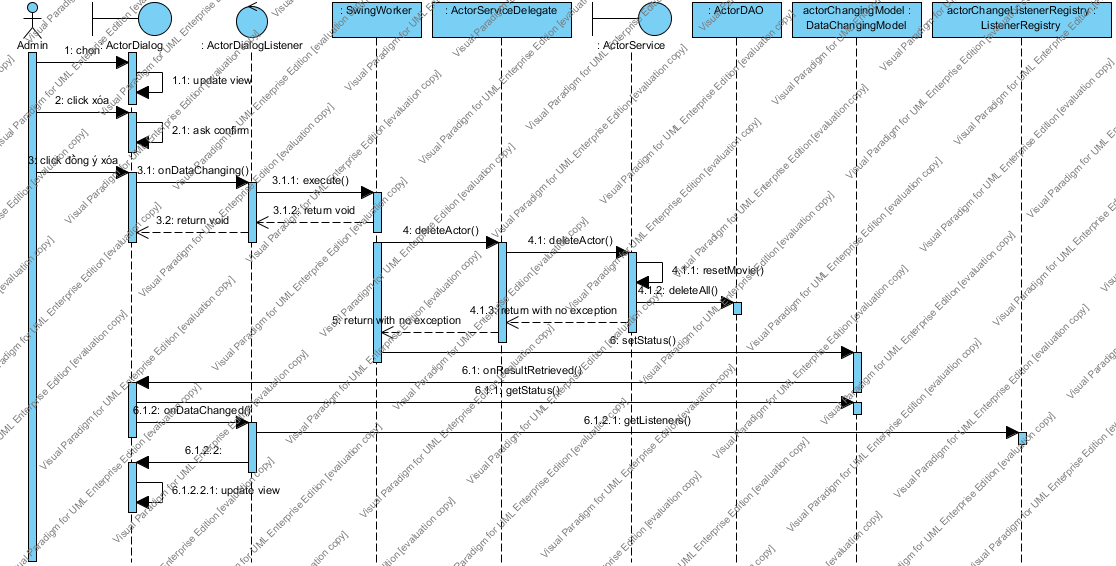 : SwingWorker
: ActorServiceDelegate
: ActorDAO
actorChangingModel :
DataChangingModel
actorChangeListenerRegistry :
ListenerRegistry
Admin
ActorDialog
: ActorDialogListener
: ActorService
1: chọn
1.1: update view
2: click xóa
2.1: ask confirm
3: click đồng ý xóa
3.1: onDataChanging()
3.1.1: execute()
3.1.2: return void
3.2: return void
4: deleteActor()
4.1: deleteActor()
4.1.1: resetMovie()
4.1.2: deleteAll()
4.1.3: return with no exception
5: return with no exception
6: setStatus()
6.1: onResultRetrieved()
6.1.1: getStatus()
6.1.2: onDataChanged()
6.1.2.1: getListeners()
6.1.2.2:
6.1.2.2.1: update view
Visual Paradigm for UML Enterprise Edition [evaluation copy]